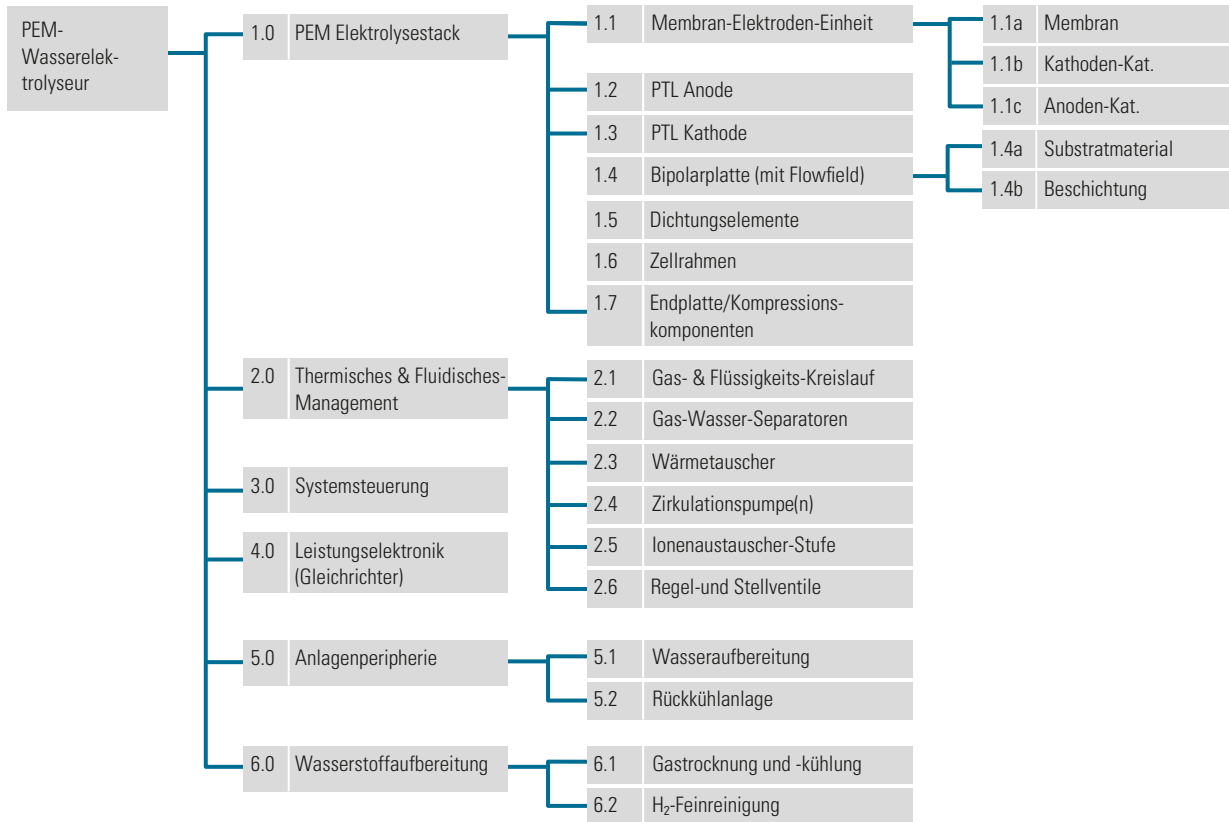 PEM-
Wasserelek-
trolyseur
1.0 PEM Elektrolysestack
1.1 Membran-Elektroden-Einheit
1.1a Membran
1.1b Kathoden-Kat.
1.1c Anoden-Kat.
1.2 PTL Anode
1.3 PTL Kathode
1.4 Bipolarplatte (mit Flowfield)
1.4a Substratmaterial
1.4b Beschichtung
1.5 Dichtungselemente
1.6 Zellrahmen
1.7 Endplatte/Kompressions-
komponenten
2.0 Thermisches & Fluidisches-
Management
2.1 Gas- & Flüssigkeits-Kreislauf
2.2 Gas-Wasser-Separatoren
2.3 Wärmetauscher
2.4 Zirkulationspumpe(n)
2.5 Ionenaustauscher-Stufe
2.6 Regel-und Stellventile
3.0 Systemsteuerung
4.0 Leistungselektronik
(Gleichrichter)
5.0 Anlagenperipherie
5.1 Wasseraufbereitung
5.2 Rückkühlanlage
6.0 Wasserstoffaufbereitung
6.1 Gastrocknung und -kühlung
6.2 H₂-Feinreinigung